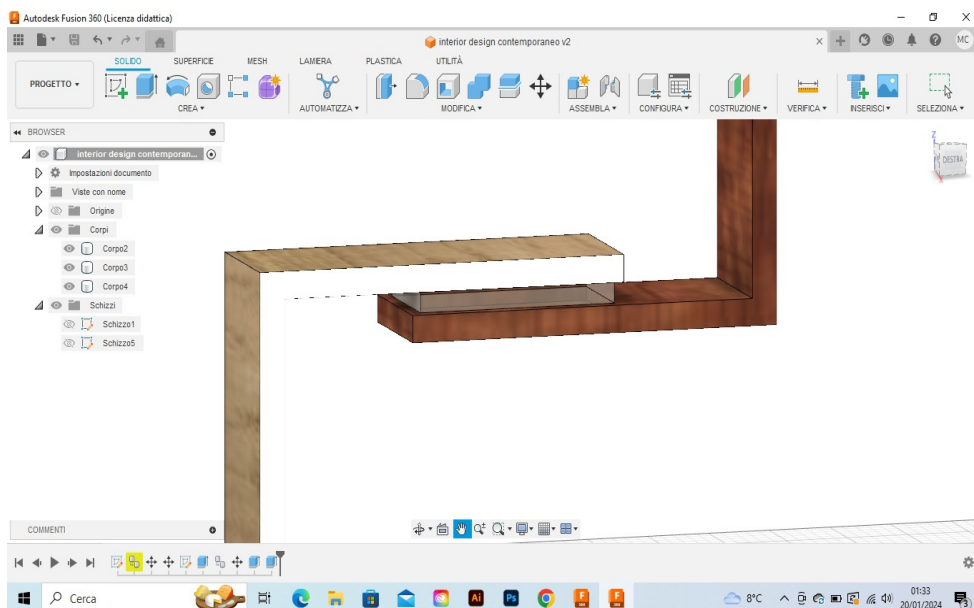 Autodesk Fusion 360 (Licenza didattica)
interior design contemporaneo v2
MC
SOLIDO SUPERFICIE MESH LAMIERA PLASTICA UTILITÀ
PROGETTO
CREA AUTOMATIZZA MODIFICA ASSEMBLA CONFIGURA COSTRUZIONE VERIFICA INSERISCI SELEZIONA
BROWSER
interior design contemporan...
Impostazioni documento
Viste con nome
Origine
Corpi
Corpo2
Corpo3
Corpo4
Schizzi
Schizzo1
Schizzo5
Z
DESTRA
X
COMMENTI
Cerca
Ai
Ps
F
F
8°C
01:33
20/01/2024